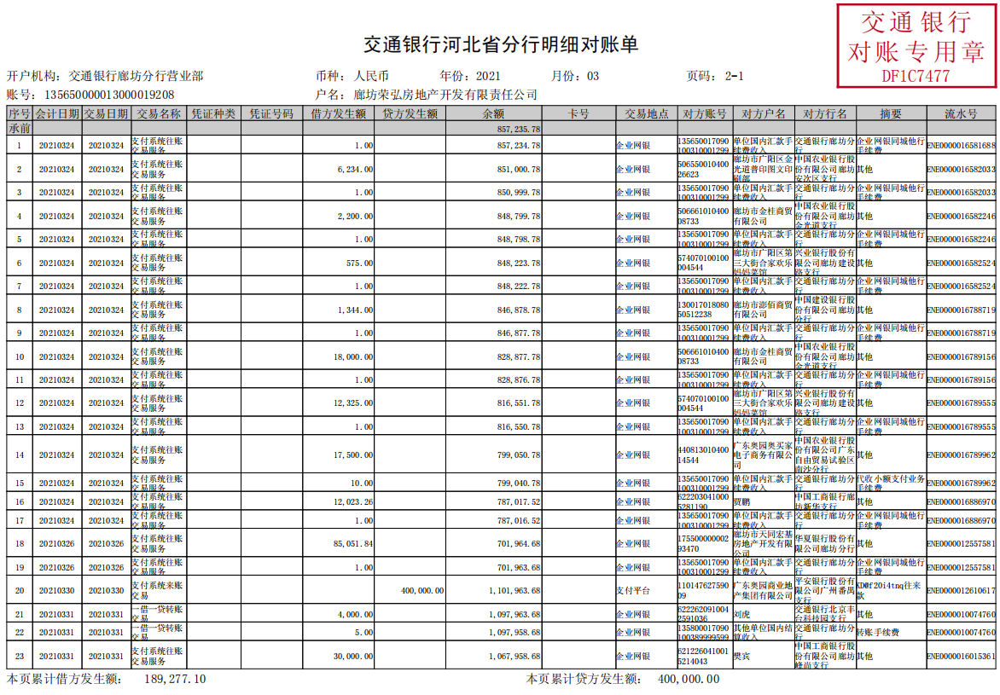 交通银行
对账专用章
DF1C7477
交通银行河北省分行明细对账单
开户机构：交通银行廊坊分行营业部 币种：人民币 年份：2021 月份：03 页码：2-1
账号：135650000013000019208 户名：廊坊荣弘房地产开发有限责任公司
序号 会计日期 交易日期 交易名称 凭证种类 凭证号码 借方发生额 贷方发生额 余额 卡号 交易地点 对方账号 对方户名 对方行名 摘要 流水号
承前 857,235.78
1 20210324 20210324 支付系统往账交易服务 1.00 857,234.78 企业网银 135650017090100310001299 单位国内汇款手续费收入 交通银行廊坊分行 企业网银同城他行手续费 ENE0000016581688
2 20210324 20210324 支付系统往账交易服务 6,234.00 851,000.78 企业网银 50655001040026623 廊坊市广阳区金光道普印图文印刷部 中国农业银行股份有限公司廊坊安次区支行 其他 ENE0000016582033
3 20210324 20210324 支付系统往账交易服务 1.00 850,999.78 企业网银 135650017090100310001299 单位国内汇款手续费收入 交通银行廊坊分行 企业网银同城他行手续费 ENE0000016582033
4 20210324 20210324 支付系统往账交易服务 2,200.00 848,799.78 企业网银 50666101040008733 廊坊市金桂商贸有限公司 中国农业银行股份有限公司廊坊金光道支行 其他 ENE0000016582246
5 20210324 20210324 支付系统往账交易服务 1.00 848,798.78 企业网银 135650017090100310001299 单位国内汇款手续费收入 交通银行廊坊分行 企业网银同城他行手续费 ENE0000016582246
6 20210324 20210324 支付系统往账交易服务 575.00 848,223.78 企业网银 574070100100004544 廊坊市广阳区第三大街合家欢乐妈妈菜馆 兴业银行股份有限公司廊坊建设路支行 其他 ENE0000016582524
7 20210324 20210324 支付系统往账交易服务 1.00 848,222.78 企业网银 135650017090100310001299 单位国内汇款手续费收入 交通银行廊坊分行 企业网银同城他行手续费 ENE0000016582524
8 20210324 20210324 支付系统往账交易服务 1,344.00 846,878.78 企业网银 13001701808050512238 廊坊市澎佰商贸有限公司 中国建设银行股份有限公司廊坊分行 其他 ENE0000016788719
9 20210324 20210324 支付系统往账交易服务 1.00 846,877.78 企业网银 135650017090100310001299 单位国内汇款手续费收入 交通银行廊坊分行 企业网银同城他行手续费 ENE0000016788719
10 20210324 20210324 支付系统往账交易服务 18,000.00 828,877.78 企业网银 50666101040008733 廊坊市金桂商贸有限公司 中国农业银行股份有限公司廊坊金光道支行 其他 ENE0000016789156
11 20210324 20210324 支付系统往账交易服务 1.00 828,876.78 企业网银 135650017090100310001299 单位国内汇款手续费收入 交通银行廊坊分行 企业网银同城他行手续费 ENE0000016789156
12 20210324 20210324 支付系统往账交易服务 12,325.00 816,551.78 企业网银 574070100100004544 廊坊市广阳区第三大街合家欢乐妈妈菜馆 兴业银行股份有限公司廊坊建设路支行 其他 ENE0000016789555
13 20210324 20210324 支付系统往账交易服务 1.00 816,550.78 企业网银 135650017090100310001299 单位国内汇款手续费收入 交通银行廊坊分行 企业网银同城他行手续费 ENE0000016789555
14 20210324 20210324 支付系统往账交易服务 17,500.00 799,050.78 企业网银 44081301040014544 广东奥园奥买家电子商务有限公司 中国农业银行股份有限公司广东自由贸易试验区南沙分行 其他 ENE0000016789962
15 20210324 20210324 支付系统往账交易服务 10.00 799,040.78 企业网银 135650017090100310001299 单位国内汇款手续费收入 交通银行廊坊分行 代收小额支付业务手续费 ENE0000016789962
16 20210324 20210324 支付系统往账交易服务 12,023.26 787,017.52 企业网银 6222030410005281190 贾鹏 中国工商银行廊坊新华支行 其他 ENE0000016886970
17 20210324 20210324 支付系统往账交易服务 1.00 787,016.52 企业网银 135650017090100310001299 单位国内汇款手续费收入 交通银行廊坊分行 企业网银同城他行手续费 ENE0000016886970
18 20210326 20210326 支付系统往账交易服务 85,051.84 701,964.68 企业网银 17550000000293470 廊坊市天同宏基房地产开发有限公司 华夏银行股份有限公司廊坊分行 其他 ENE0000012557581
19 20210326 20210326 支付系统往账交易服务 1.00 701,963.68 企业网银 135650017090100310001299 单位国内汇款手续费收入 交通银行廊坊分行 企业网银同城他行手续费 ENE0000012557581
20 20210330 20210330 支付系统来账交易 400,000.00 1,101,963.68 支付平台 11014762759009 广东奥园商业地产集团有限公司 平安银行股份有限公司广州番禺支行 XD@f20i4tnq往来款 ENE0000012610617
21 20210331 20210331 一借一贷转账交易 4,000.00 1,097,963.68 企业网银 6222620910042591036 刘虎 交通银行北京丰台科技园支行 其他 ENE0000010074760
22 20210331 20210331 一借一贷转账交易 5.00 1,097,958.68 企业网银 135800017090100389999599 其他单位国内结算收入 交通银行廊坊分行 转账手续费 ENE0000010074760
23 20210331 20210331 支付系统往账交易服务 30,000.00 1,067,958.68 企业网银 6212260410015214043 樊宾 中国工商银行股份有限公司廊坊峰尚支行 其他 ENE0000016015361
本页累计借方发生额： 189,277.10 本页累计贷方发生额： 400,000.00